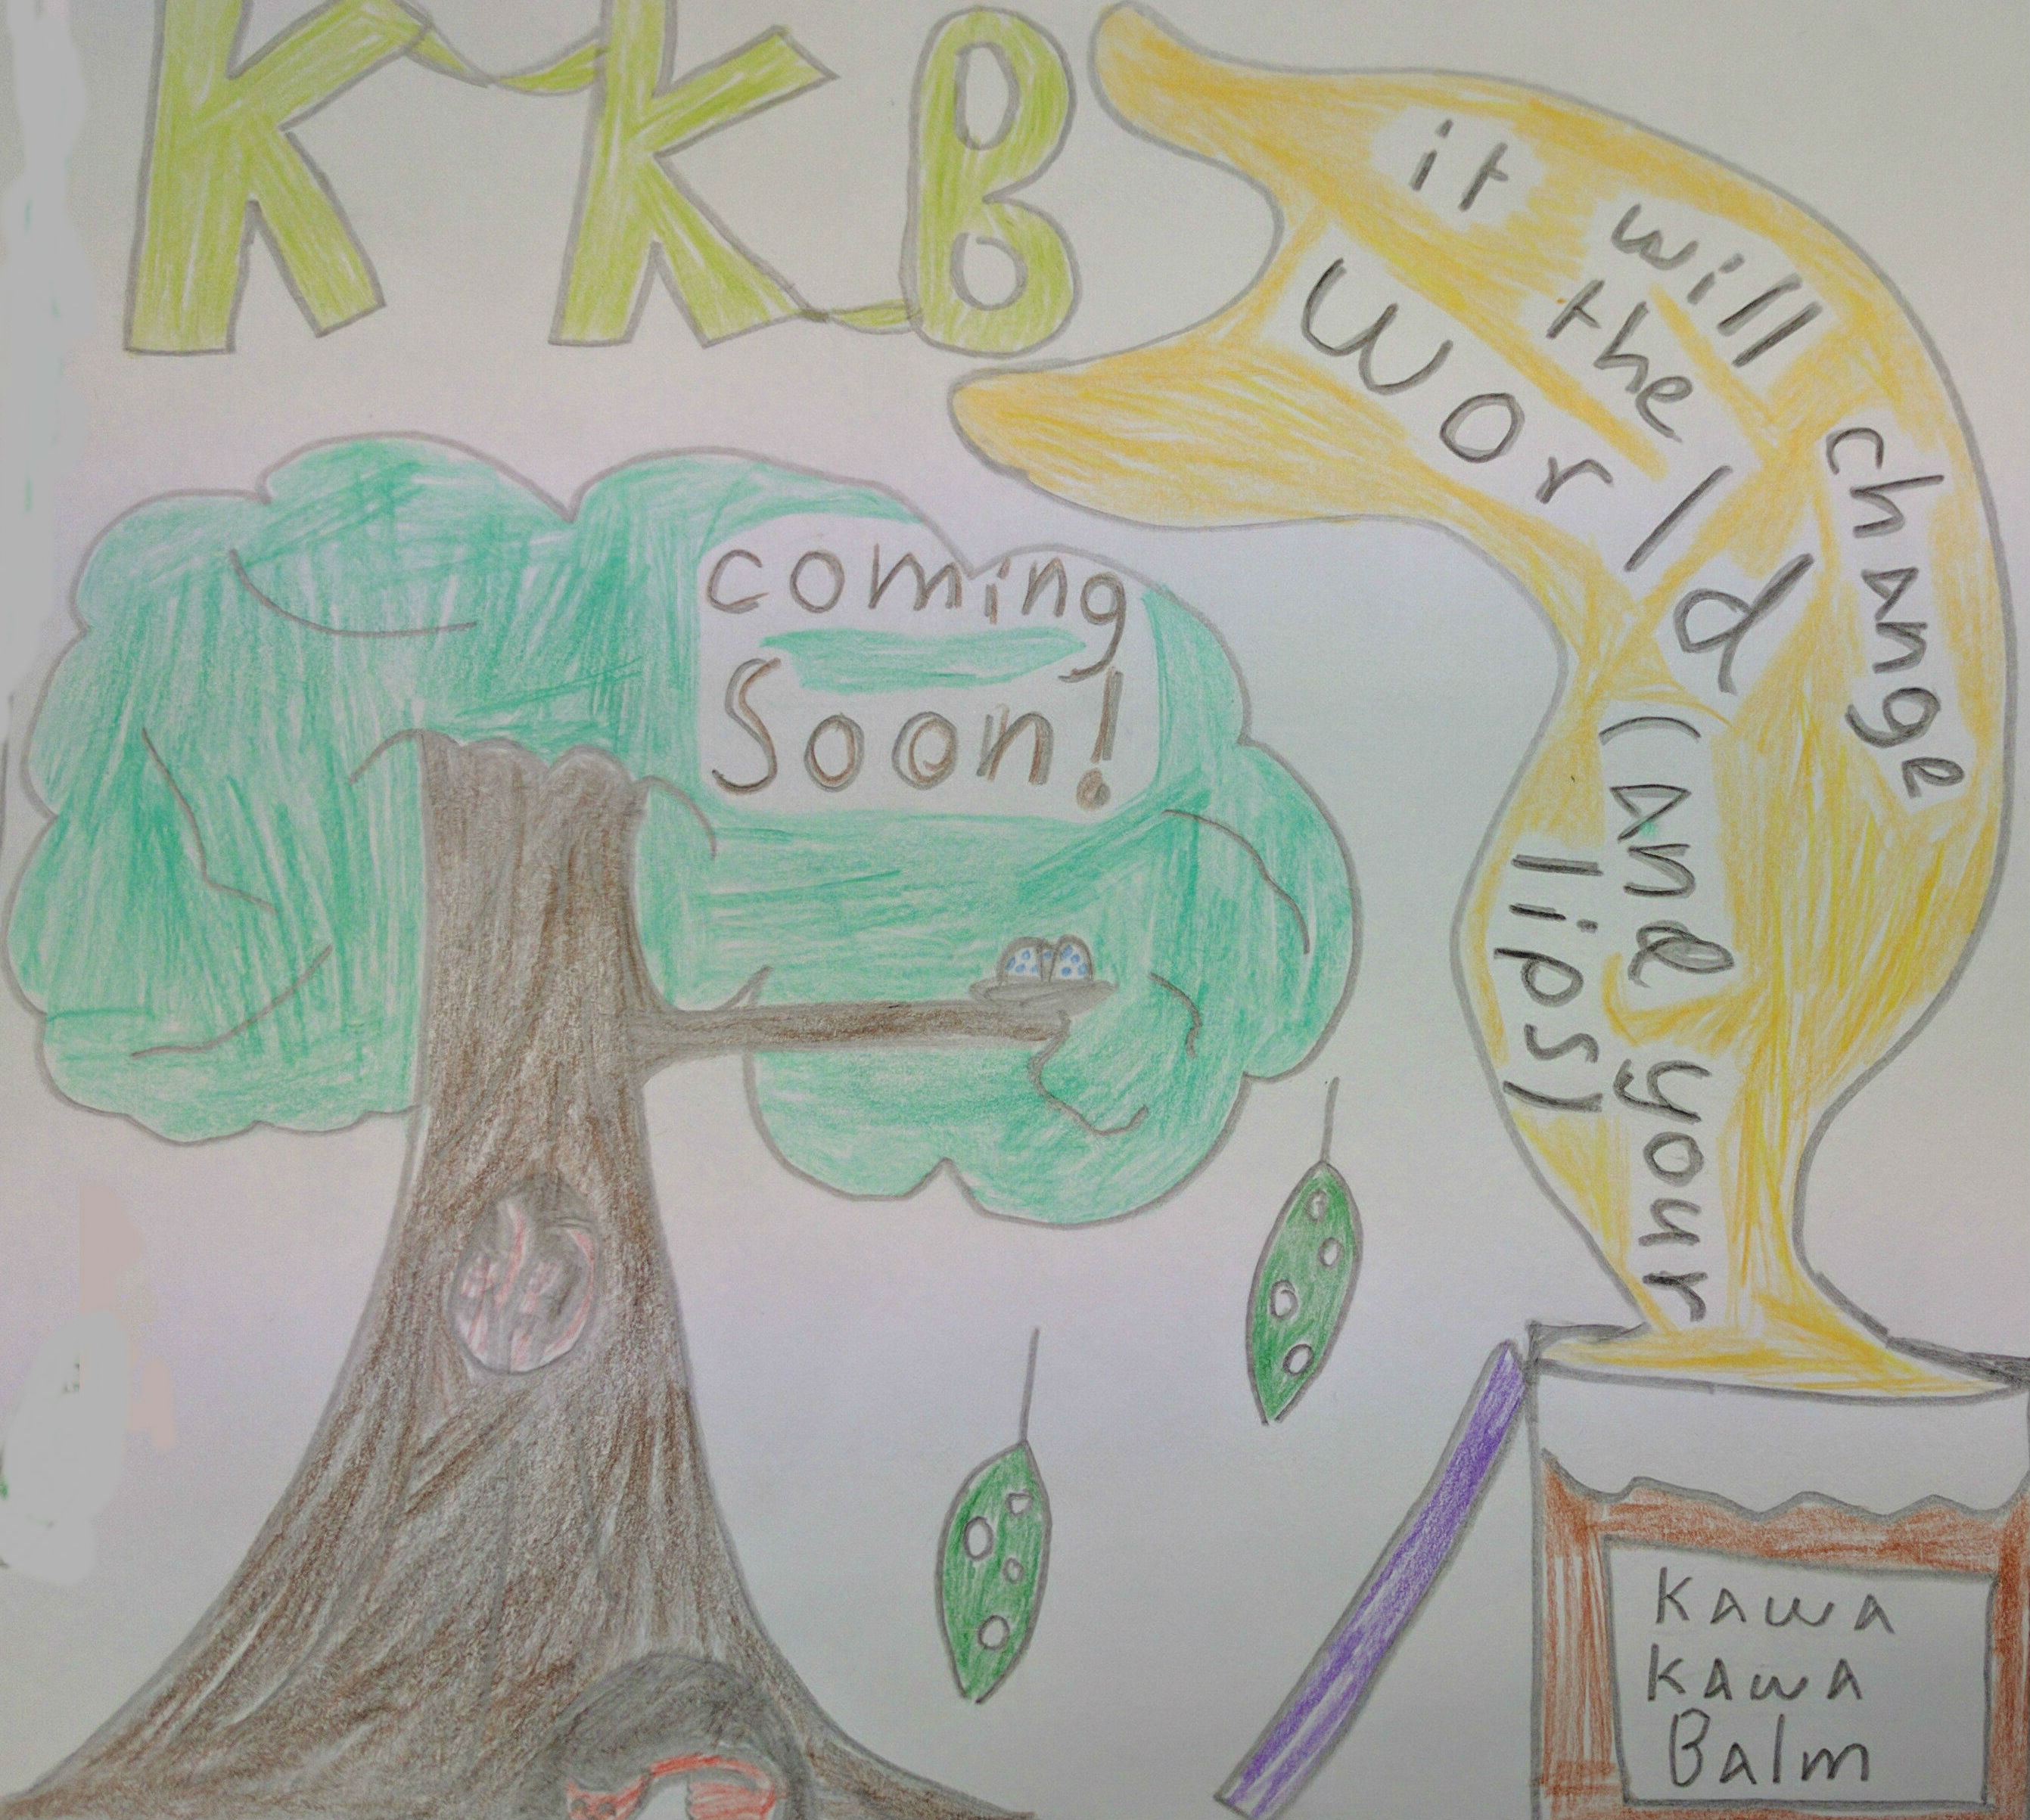 KKB
it will change
the
world
(and your
lips)
coming
Soon!
Kawa
Kawa
Balm